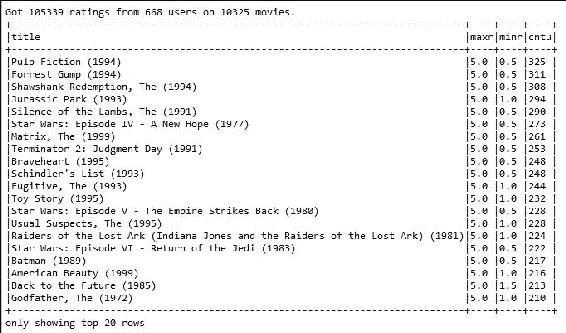 Got 105339 ratings from 668 users on 10325 movies.
|title|maxr|minr|cntu|
|Pulp Fiction (1994)|5.0 |0.5 |325 |
|Forrest Gump (1994)|5.0 |0.5 |311 |
|Shawshank Redemption, The (1994)|5.0 |0.5 |308 |
|Jurassic Park (1993)|5.0 |1.0 |294 |
|Silence of the Lambs, The (1991)|5.0 |0.5 |290 |
|Star Wars: Episode IV - A New Hope (1977)|5.0 |0.5 |273 |
|Matrix, The (1999)|5.0 |0.5 |261 |
|Terminator 2: Judgment Day (1991)|5.0 |0.5 |253 |
|Braveheart (1995)|5.0 |0.5 |248 |
|Schindler's List (1993)|5.0 |0.5 |248 |
|Fugitive, The (1993)|5.0 |1.0 |244 |
|Toy Story (1995)|5.0 |1.0 |232 |
|Star Wars: Episode V - The Empire Strikes Back (1980)|5.0 |0.5 |228 |
|Usual Suspects, The (1995)|5.0 |1.0 |228 |
|Raiders of the Lost Ark (Indiana Jones and the Raiders of the Lost Ark) (1981)|5.0 |1.0 |224 |
|Star Wars: Episode VI - Return of the Jedi (1983)|5.0 |0.5 |222 |
|Batman (1989)|5.0 |0.5 |217 |
|American Beauty (1999)|5.0 |1.0 |216 |
|Back to the Future (1985)|5.0 |1.5 |213 |
|Godfather, The (1972)|5.0 |1.0 |210 |
only showing top 20 rows